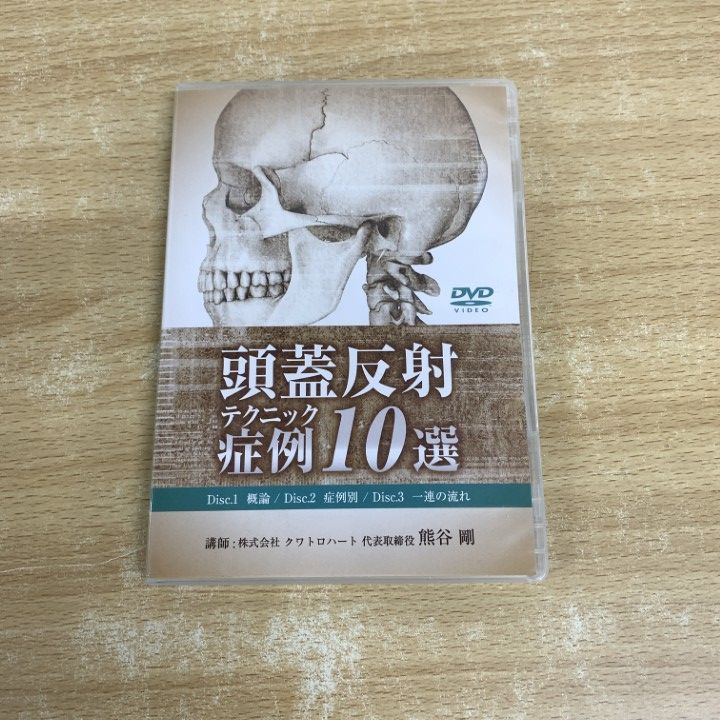 DVD
VIDEO
頭蓋反射
テクニック
症例10選
Disc.1 概論 / Disc.2 症例別 / Disc.3 一連の流れ
講師:株式会社 クワトロハート 代表取締役 熊谷 剛